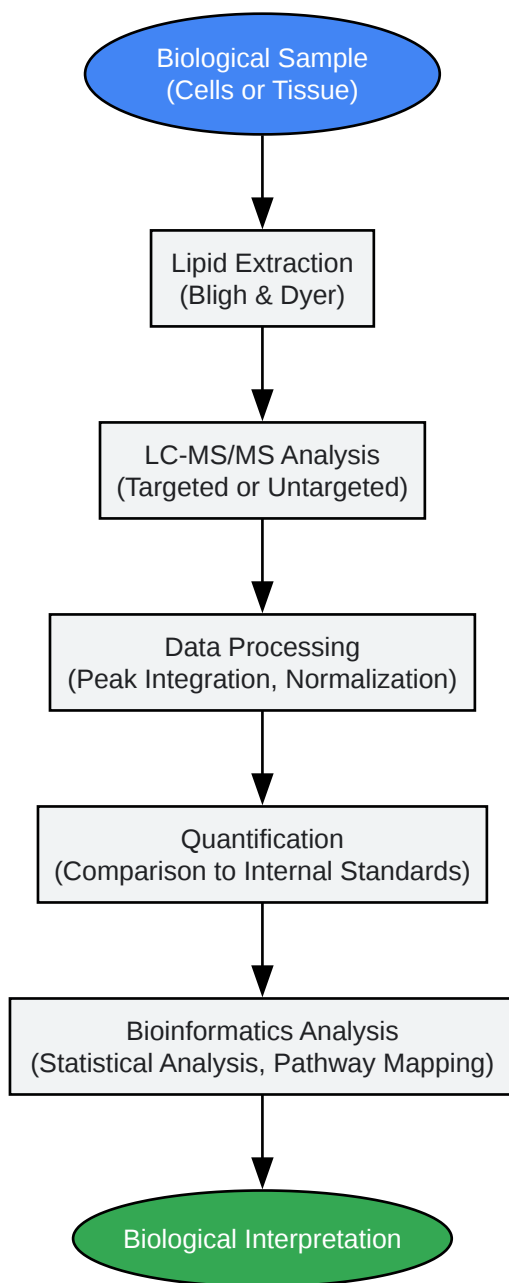 Biological Sample
(Cells or Tissue)
Lipid Extraction
(Bligh & Dyer)
LC-MS/MS Analysis
(Targeted or Untargeted)
Data Processing
(Peak Integration, Normalization)
Quantification
(Comparison to Internal Standards)
Bioinformatics Analysis
(Statistical Analysis, Pathway Mapping)
Biological Interpretation